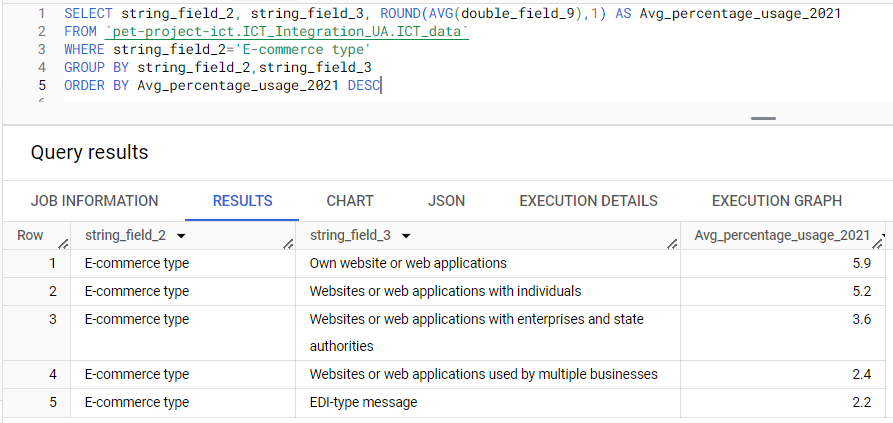 1 SELECT string_field_2, string_field_3, ROUND(AVG(double_field_9),1) AS Avg_percentage_usage_2021
2 FROM `pet-project-ict.ICT_Integration_UA.ICT_data`
3 WHERE string_field_2='E-commerce type'
4 GROUP BY string_field_2,string_field_3
5 ORDER BY Avg_percentage_usage_2021 DESC
6
Query results
JOB INFORMATION RESULTS CHART JSON EXECUTION DETAILS EXECUTION GRAPH
Row string_field_2 string_field_3 Avg_percentage_usage_2021
1 E-commerce type Own website or web applications 5.9
2 E-commerce type Websites or web applications with individuals 5.2
3 E-commerce type Websites or web applications with enterprises and state 3.6
authorities
4 E-commerce type Websites or web applications used by multiple businesses 2.4
5 E-commerce type EDI-type message 2.2